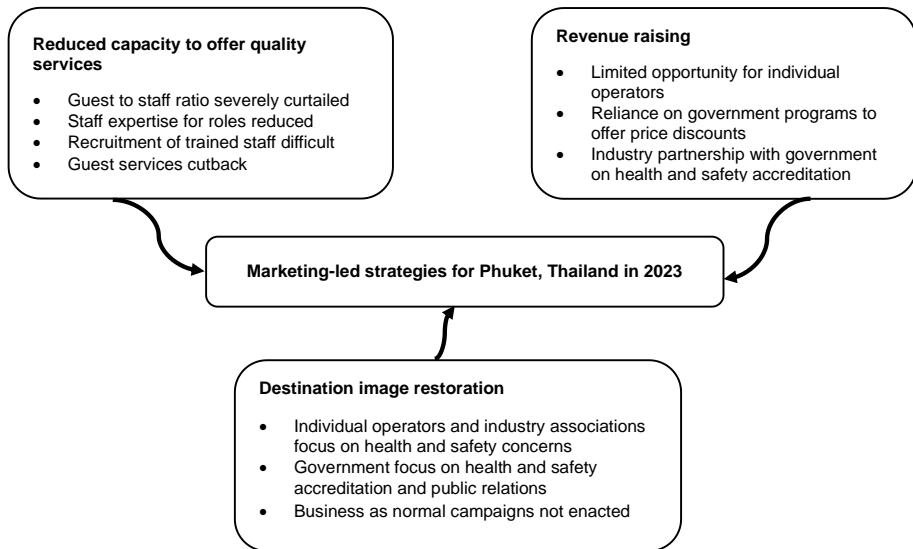 Reduced capacity to offer quality
services
• Guest to staff ratio severely curtailed
• Staff expertise for roles reduced
• Recruitment of trained staff difficult
• Guest services cutback
Revenue raising
• Limited opportunity for individual
operators
• Reliance on government programs to
offer price discounts
• Industry partnership with government
on health and safety accreditation
Marketing-led strategies for Phuket, Thailand in 2023
Destination image restoration
• Individual operators and industry associations
focus on health and safety concerns
• Government focus on health and safety
accreditation and public relations
• Business as normal campaigns not enacted